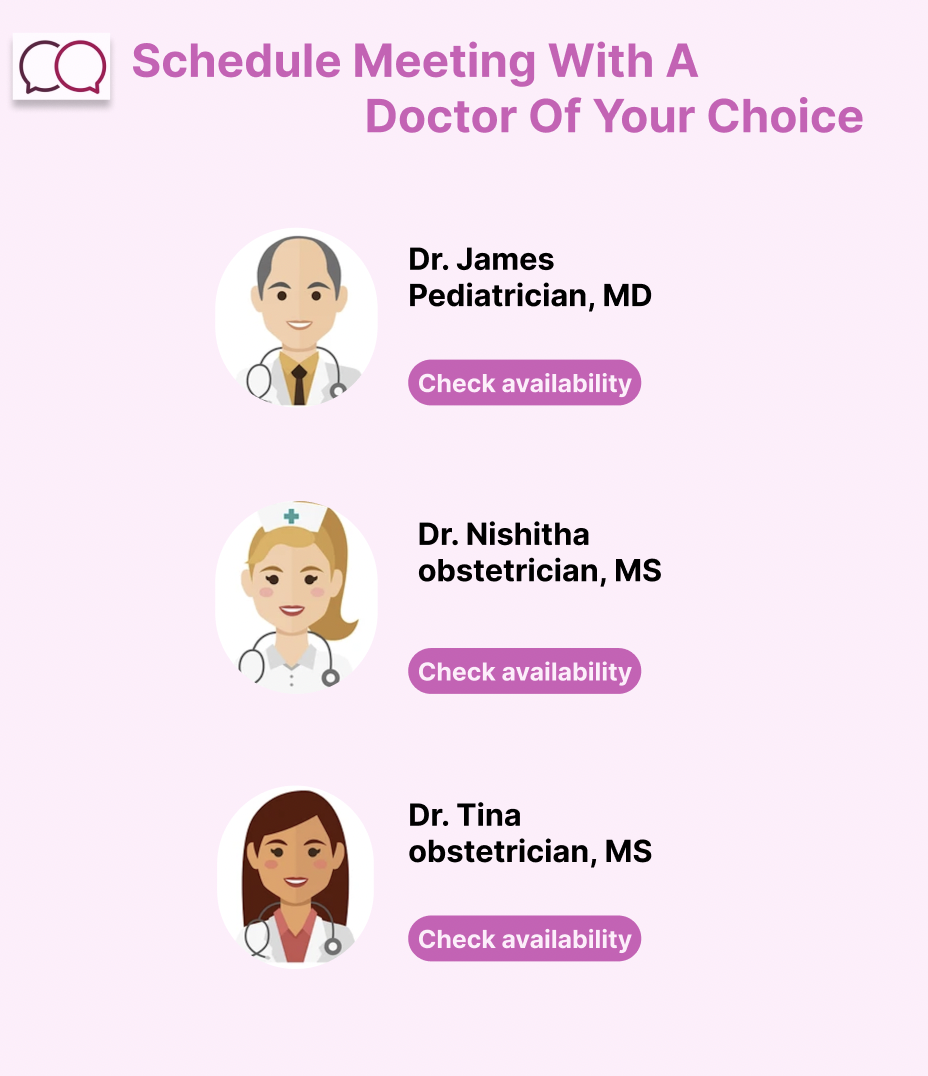 Schedule Meeting With A
Doctor Of Your Choice
Dr. James
Pediatrician, MD
Check availability
Dr. Nishitha
obstetrician, MS
Check availability
Dr. Tina
obstetrician, MS
Check availability